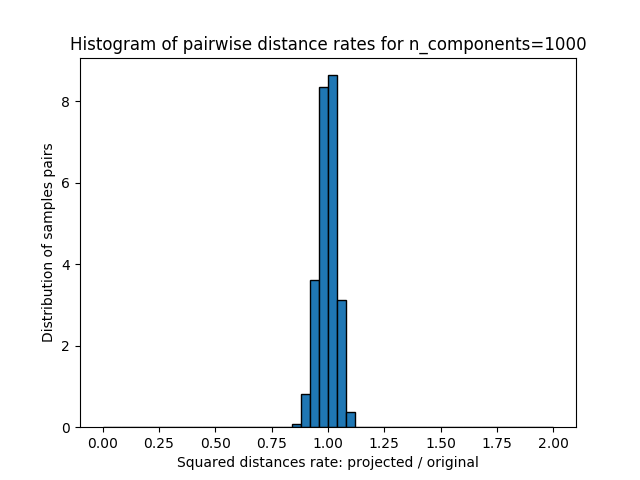 Histogram of pairwise distance rates for n_components=1000
Distribution of samples pairs
8
6
4
2
0
0.00 0.25 0.50 0.75 1.00 1.25 1.50 1.75 2.00
Squared distances rate: projected / original